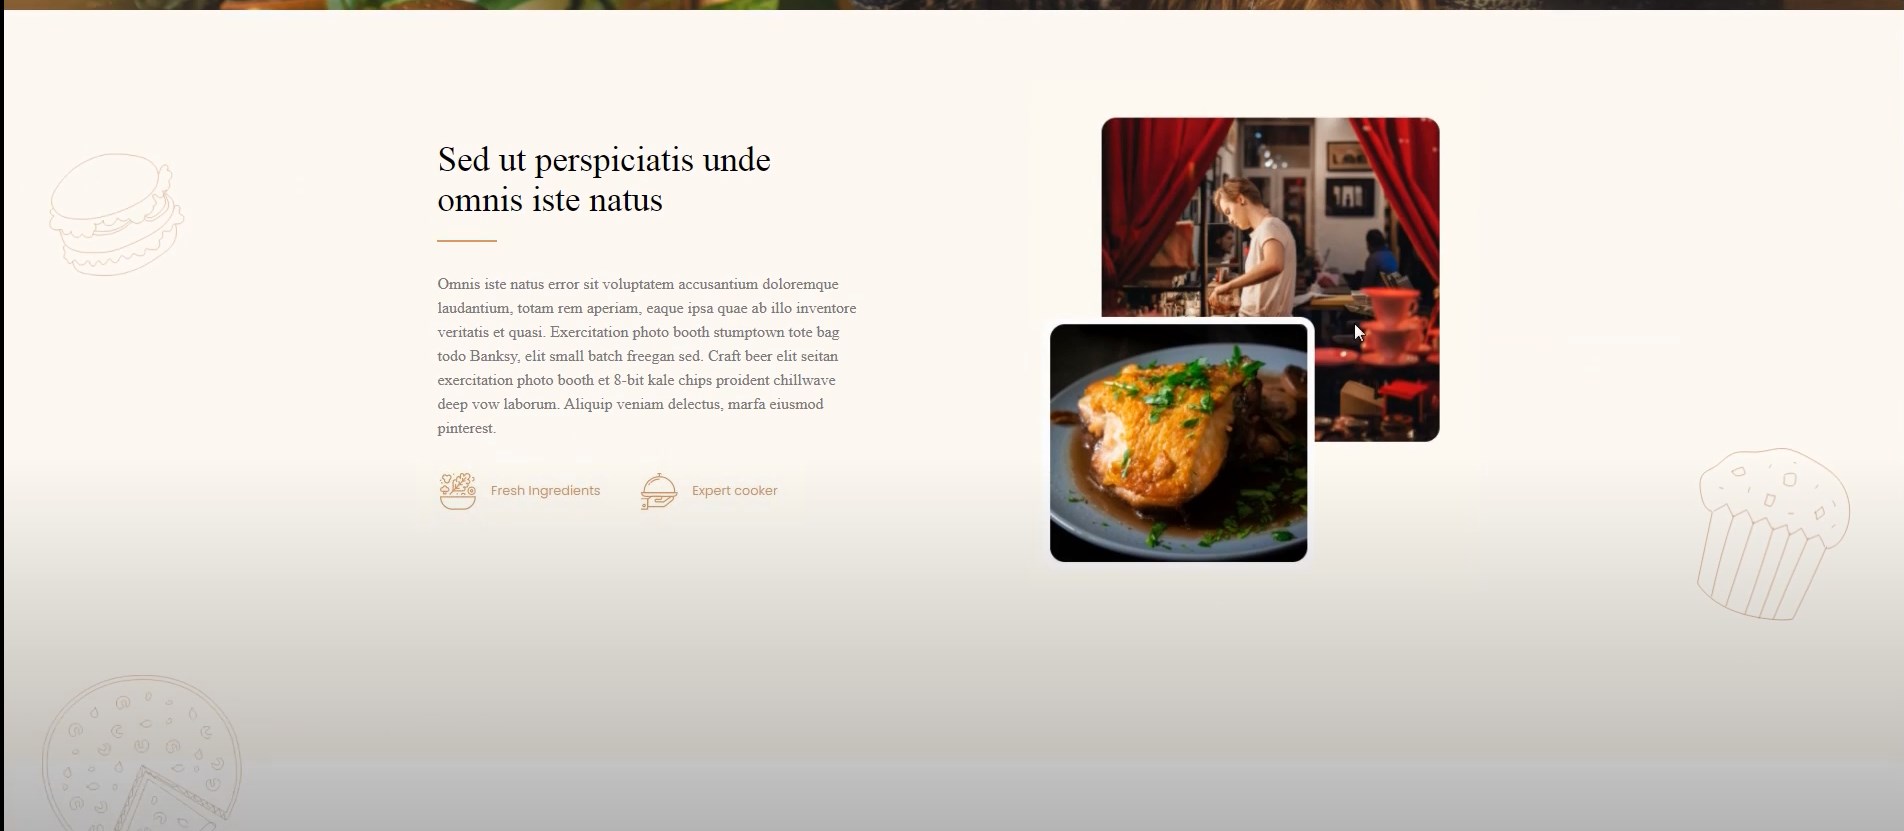 Sed ut perspiciatis unde
omnis iste natus
Omnis iste natus error sit voluptatem accusantium doloremque
laudantium, totam rem aperiam, eaque ipsa quae ab illo inventore
veritatis et quasi. Exercitation photo booth stumptown tote bag
todo Banksy, elit small batch freegan sed. Craft beer elit seitan
exercitation photo booth et 8-bit kale chips proident chillwave
deep vow laborum. Aliquip veniam delectus, marfa eiusmod
pinterest.
Fresh Ingredients
Expert cooker